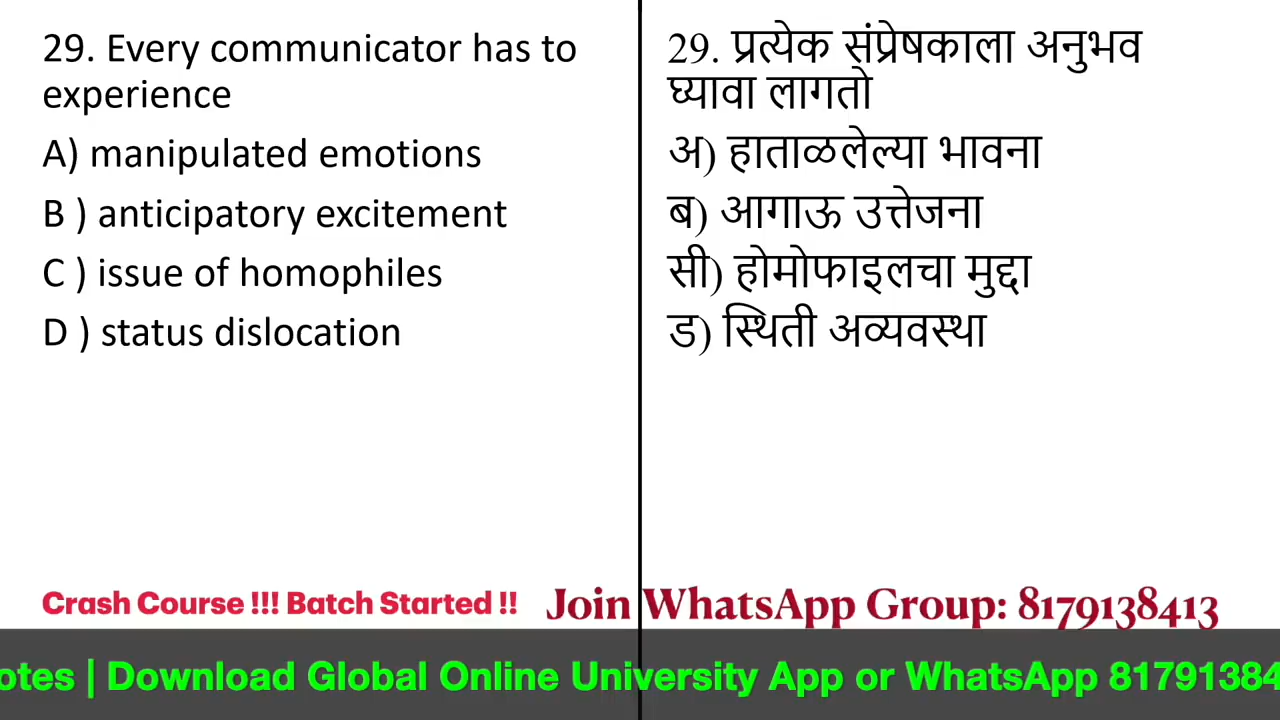 29. Every communicator has to
experience
A) manipulated emotions
B ) anticipatory excitement
C ) issue of homophiles
D ) status dislocation
29. प्रत्येक संप्रेषकाला अनुभव
घ्यावा लागतो
अ) हाताळलेल्या भावना
ब) आगाऊ उत्तेजना
सी) होमोफाइलचा मुद्दा
ड) स्थिती अव्यवस्था
Crash Course !!! Batch Started !!
Join WhatsApp Group: 8179138413
otes | Download Global Online University App or WhatsApp 81791384